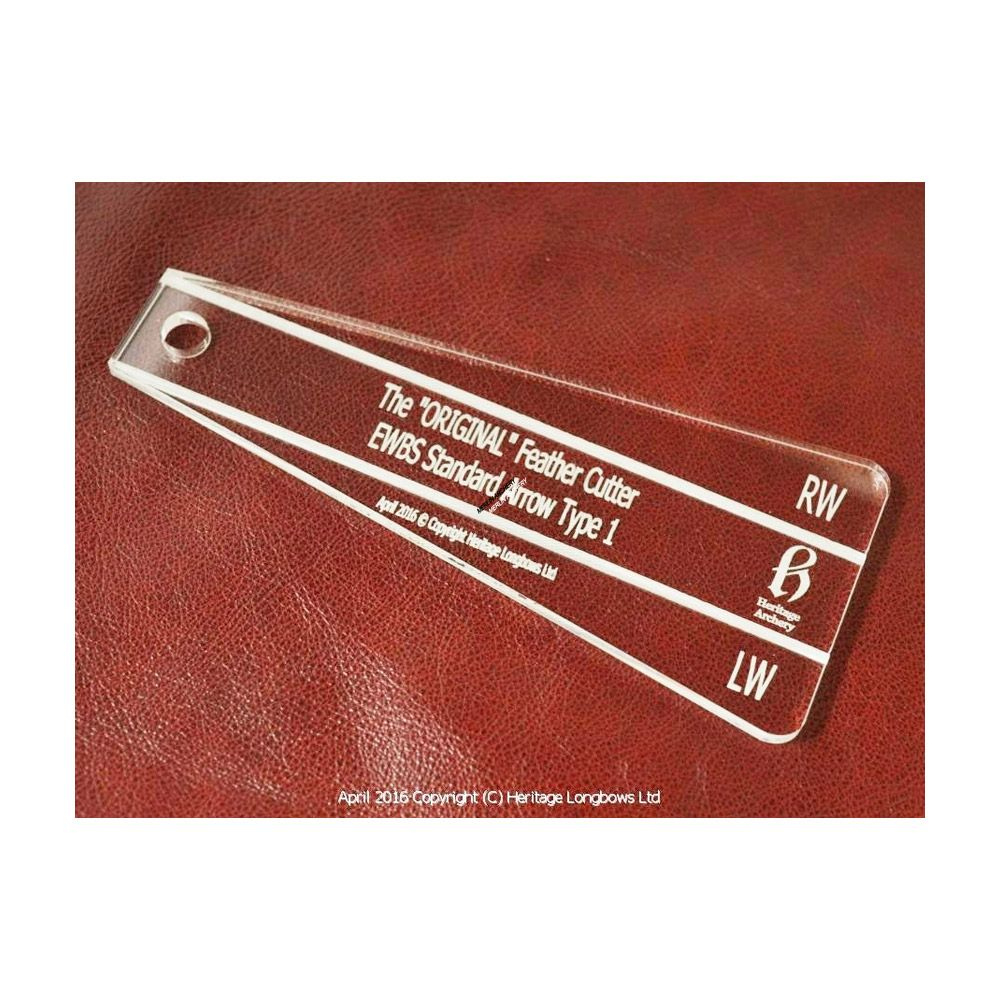 The "ORIGINAL" Feather Cutter
EWBS Standard Arrow Type 1
April 2016 © Copyright Heritage Longbows Ltd
RW
Heritage
Archery
LW
April 2016 Copyright (C) Heritage Longbows Ltd